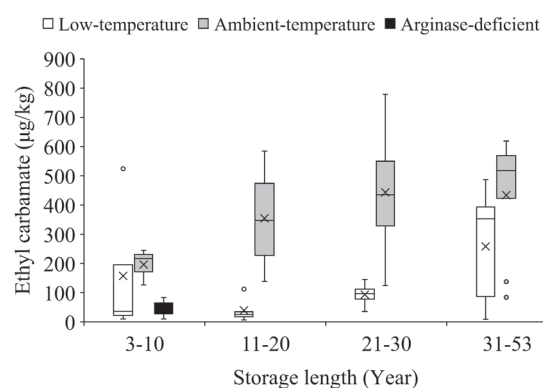 Low-temperature Ambient-temperature Arginase-deficient
Ethyl carbamate (µg/kg)
900
800
700
600
500
400
300
200
100
0
3-10 11-20 21-30 31-53
Storage length (Year)